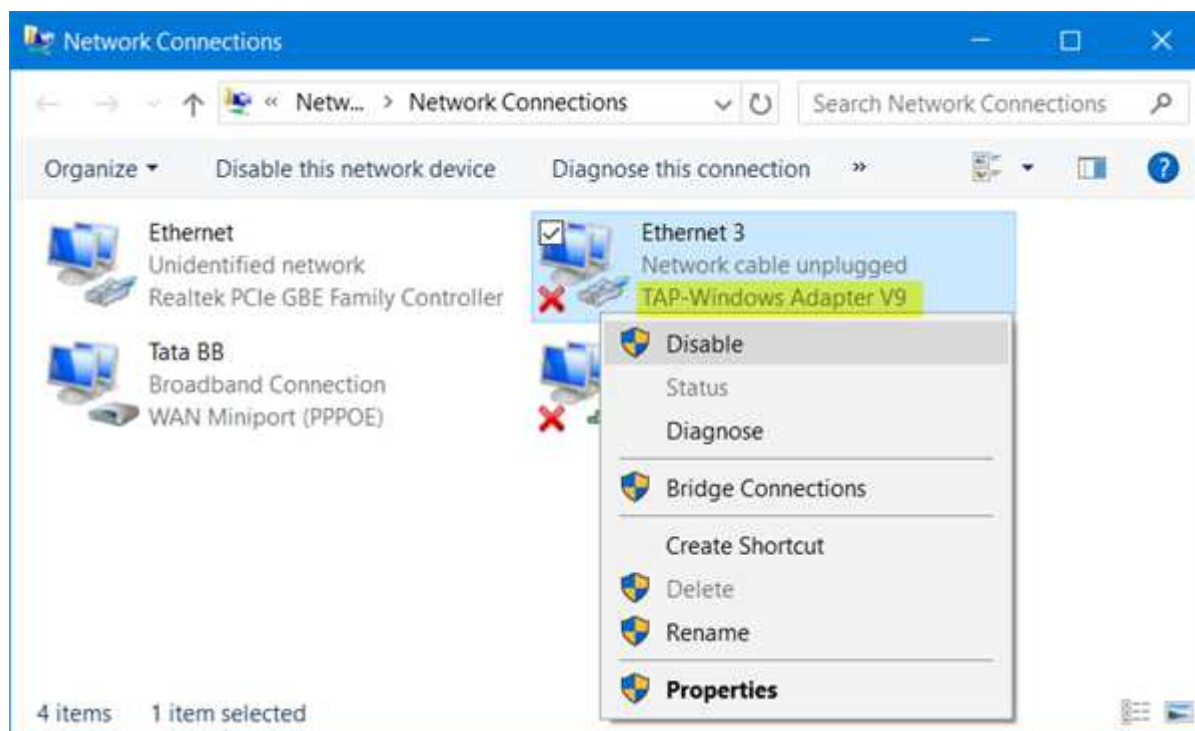 Network Connections
« Netw... > Network Connections
Search Network Connections
Organize
Disable this network device
Diagnose this connection
»
Ethernet
Unidentified network
Realtek PCIe GBE Family Controller
Ethernet 3
Network cable unplugged
TAP-Windows Adapter V9
Tata BB
Broadband Connection
WAN Miniport (PPPOE)
Disable
Status
Diagnose
Bridge Connections
Create Shortcut
Delete
Rename
Properties
4 items
1 item selected